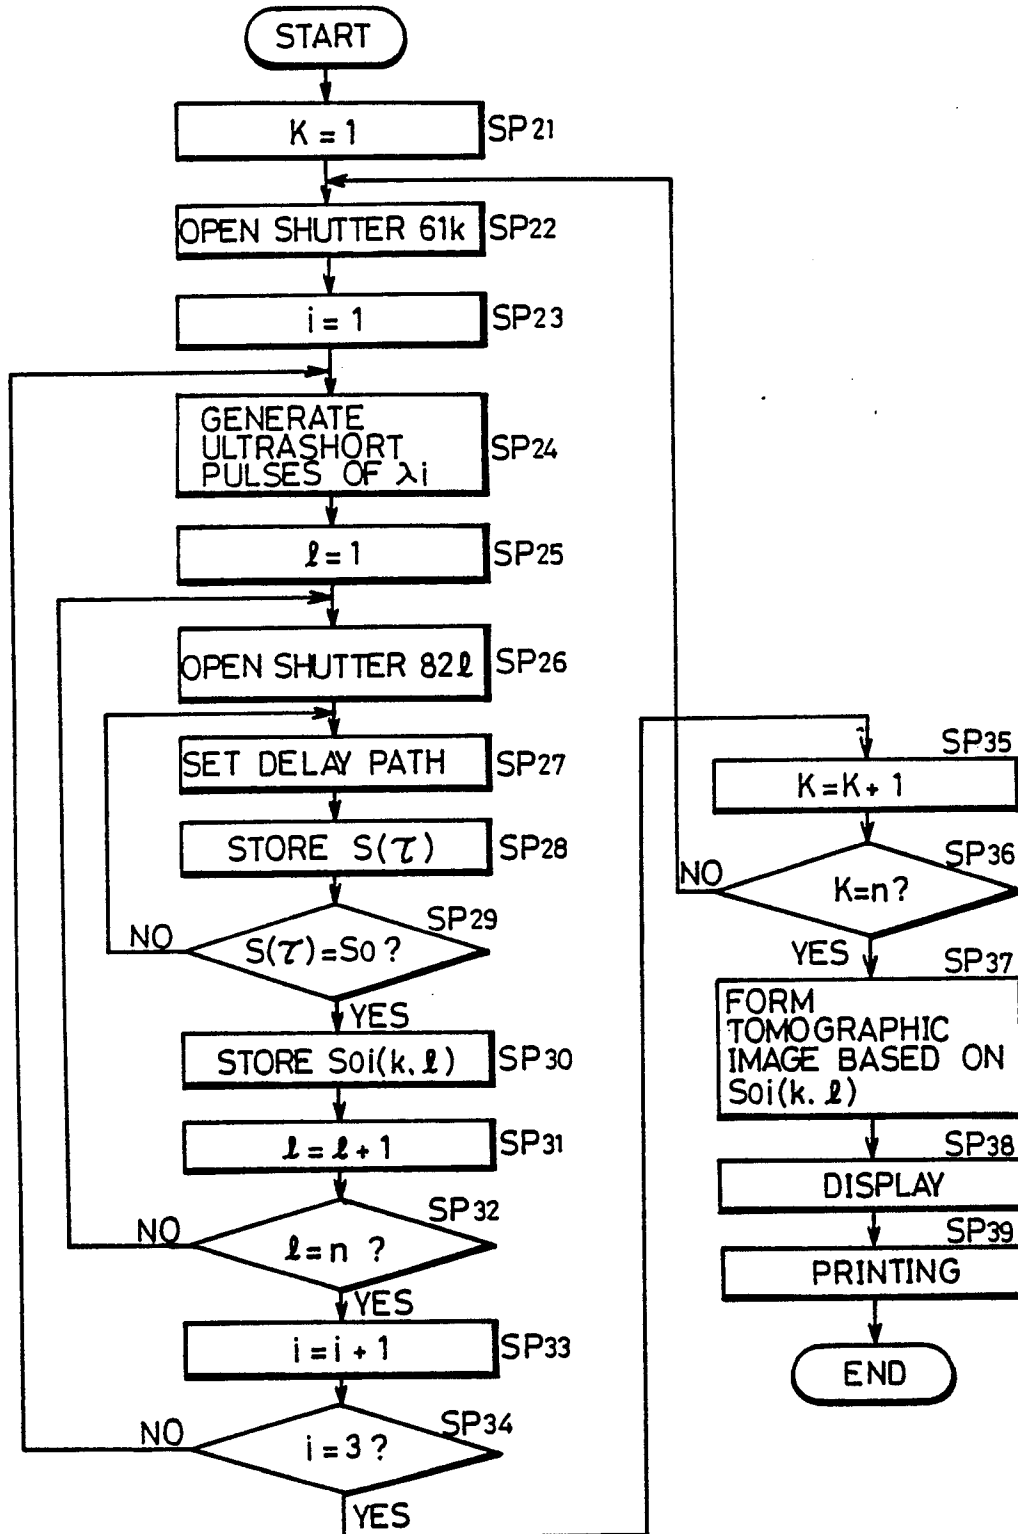 START
K = 1
SP21
OPEN SHUTTER 61k
SP22
i = 1
SP23
GENERATE
ULTRASHORT
PULSES OF λi
SP24
ℓ = 1
SP25
OPEN SHUTTER 82ℓ
SP26
SET DELAY PATH
SP27
STORE S(τ)
SP28
SP29
S(τ)=So ?
NO
YES
STORE Soi(k, ℓ)
SP30
ℓ = ℓ + 1
SP31
SP32
ℓ = n ?
NO
YES
i = i + 1
SP33
SP34
i = 3 ?
NO
YES
SP35
K = K + 1
SP36
K=n?
NO
YES
SP37
FORM
TOMOGRAPHIC
IMAGE BASED ON
Soi(k, ℓ)
SP38
DISPLAY
SP39
PRINTING
END